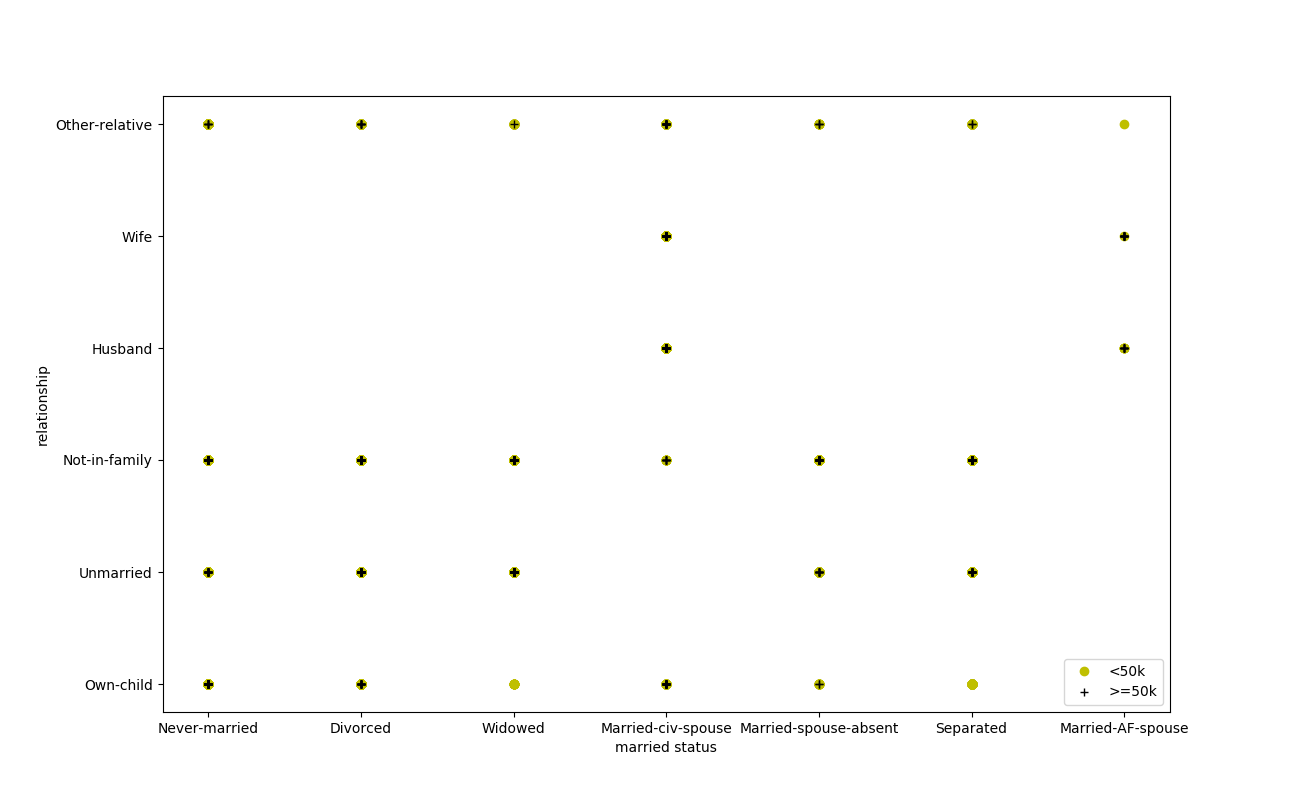 Other-relative
Wife
Husband
Not-in-family
Unmarried
Own-child
relationship
<50k
>=50k
Never-married Divorced Widowed Married-civ-spouse Married-spouse-absent Separated Married-AF-spouse
married status